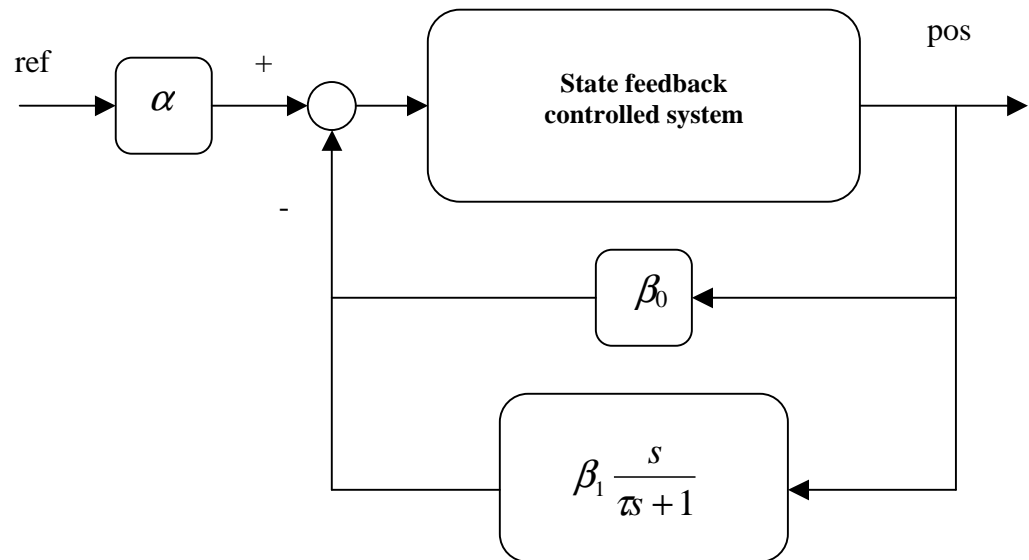 ref
α
+
State feedback
controlled system
pos
-
β₀
β₁ s
τs + 1